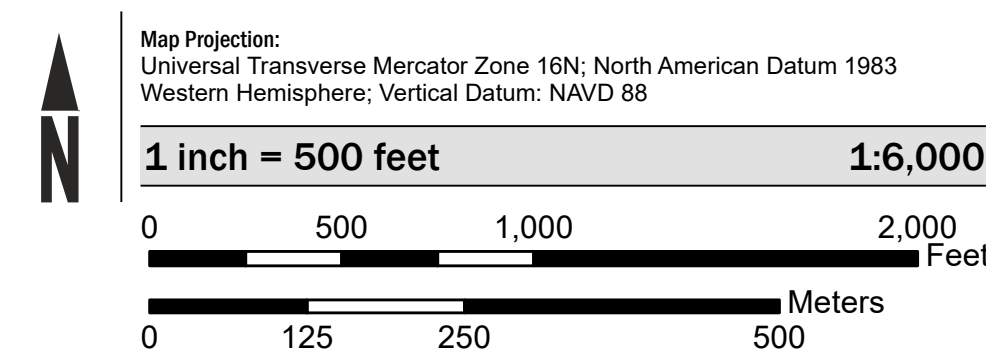 N
Map Projection:
Universal Transverse Mercator Zone 16N; North American Datum 1983
Western Hemisphere; Vertical Datum: NAVD 88
1 inch = 500 feet 1:6,000
0 500 1,000 2,000
Feet
Meters
0 125 250 500